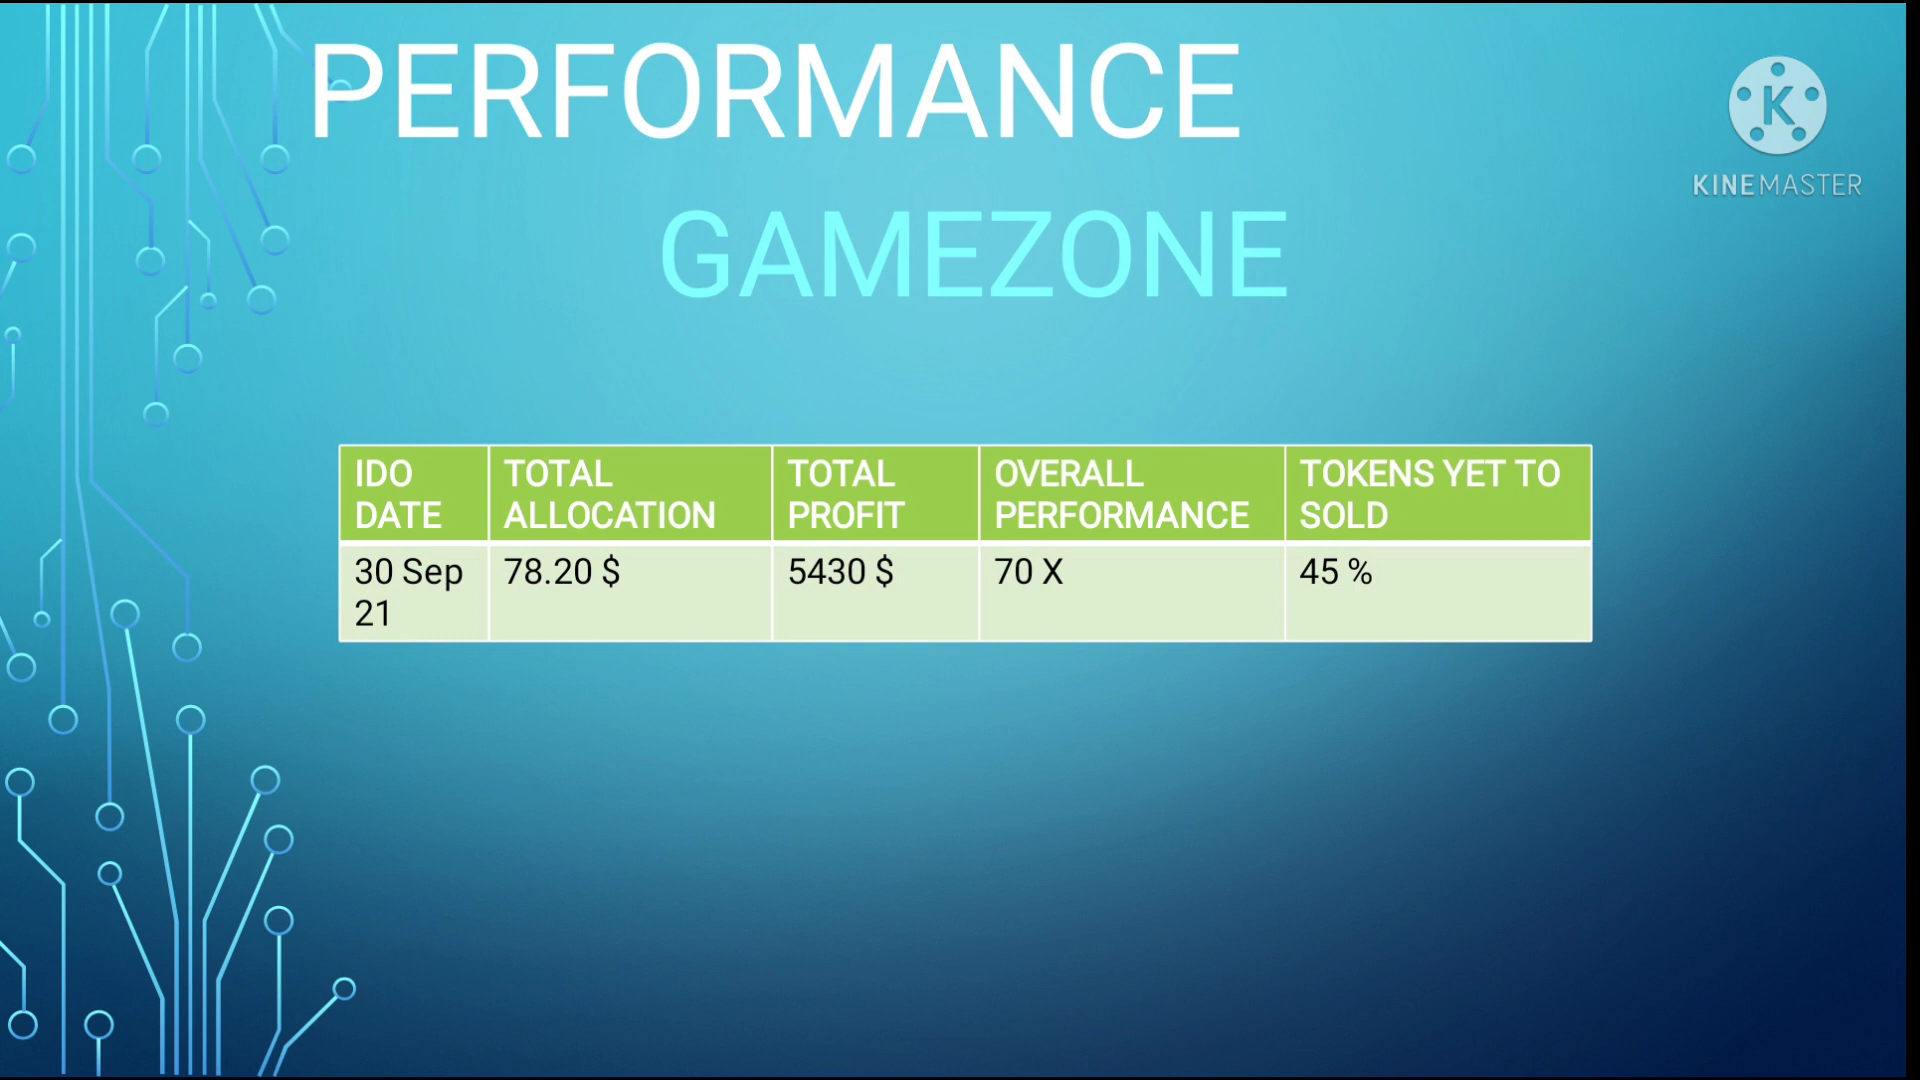 PERFORMANCE
K
KINEMASTER
GAMEZONE
IDO DATE
TOTAL ALLOCATION
TOTAL PROFIT
OVERALL PERFORMANCE
TOKENS YET TO SOLD
30 Sep 21
78.20 $
5430 $
70 X
45 %